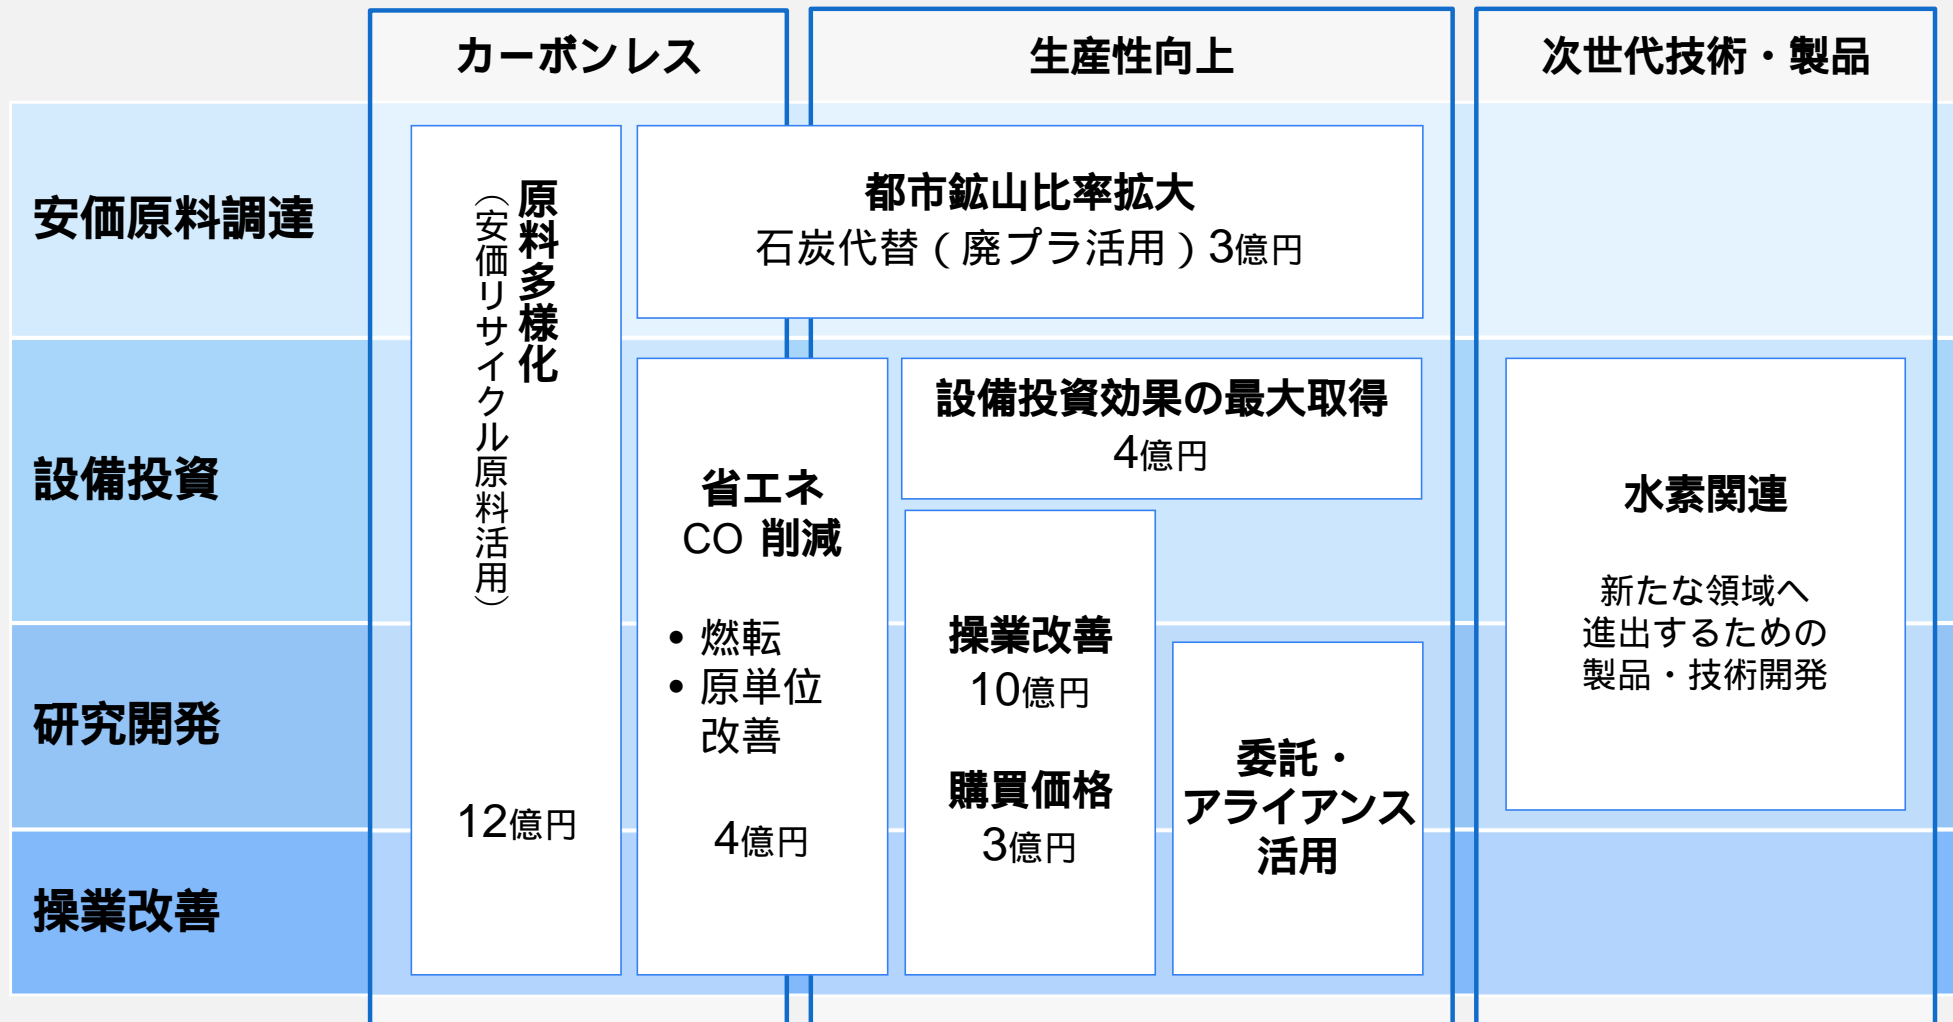 カーボンレス
生産性向上
次世代技術・製品
安価原料調達
原料多様化
（安価リサイクル原料活用）
12億円
都市鉱山比率拡大
石炭代替（廃プラ活用）3億円
設備投資
省エネ
CO 削減
• 燃転
• 原単位
改善
4億円
設備投資効果の最大取得
4億円
操業改善
10億円
購買価格
3億円
委託・
アライアンス
活用
水素関連
新たな領域へ
進出するための
製品・技術開発
研究開発
操業改善